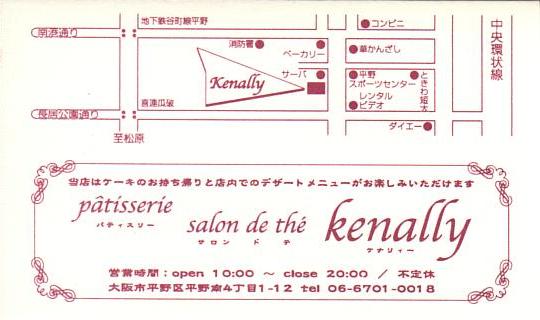 地下鉄谷町線平野
コンビニ
中央環状線
南港通り
消防署
ベーカリー
華かんざし
Kenally
サーバ
平野
スポーツセンター
ときわ短大
レンタル
ビデオ
喜連瓜破
長居公園通り
至松原
ダイエー
当店はケーキのお持ち帰りと店内でのデザートメニューがお楽しみいただけます
pâtisserie salon de thé kenally
パティスリー サロン ド テ ケナリィー
営業時間：open 10:00 ～ close 20:00 / 不定休
大阪市平野区平野南4丁目1-12 tel 06-6701-0018